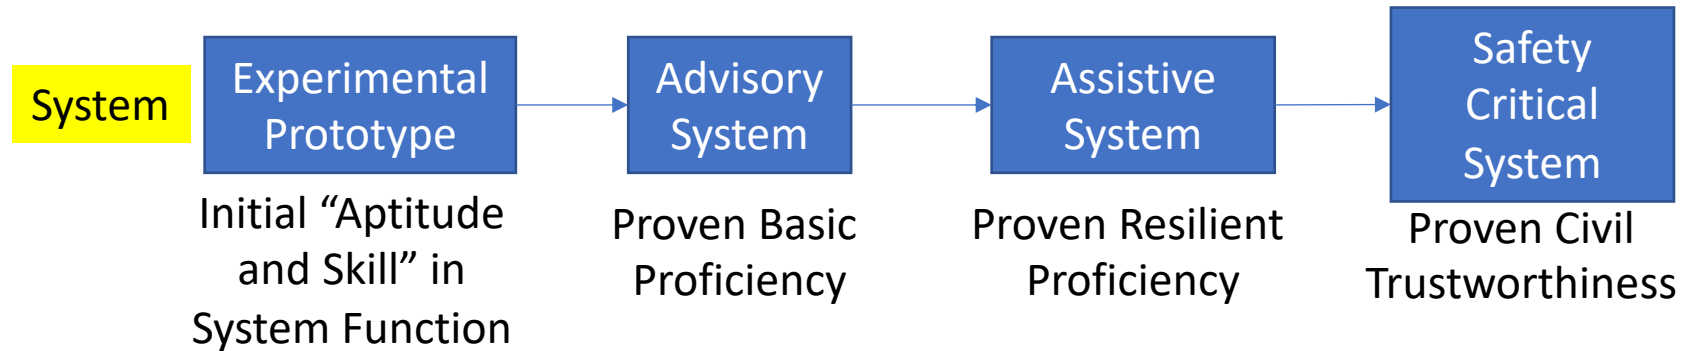 System
Experimental
Prototype
Initial “Aptitude
and Skill” in
System Function
Advisory
System
Proven Basic
Proficiency
Assistive
System
Proven Resilient
Proficiency
Safety
Critical
System
Proven Civil
Trustworthiness